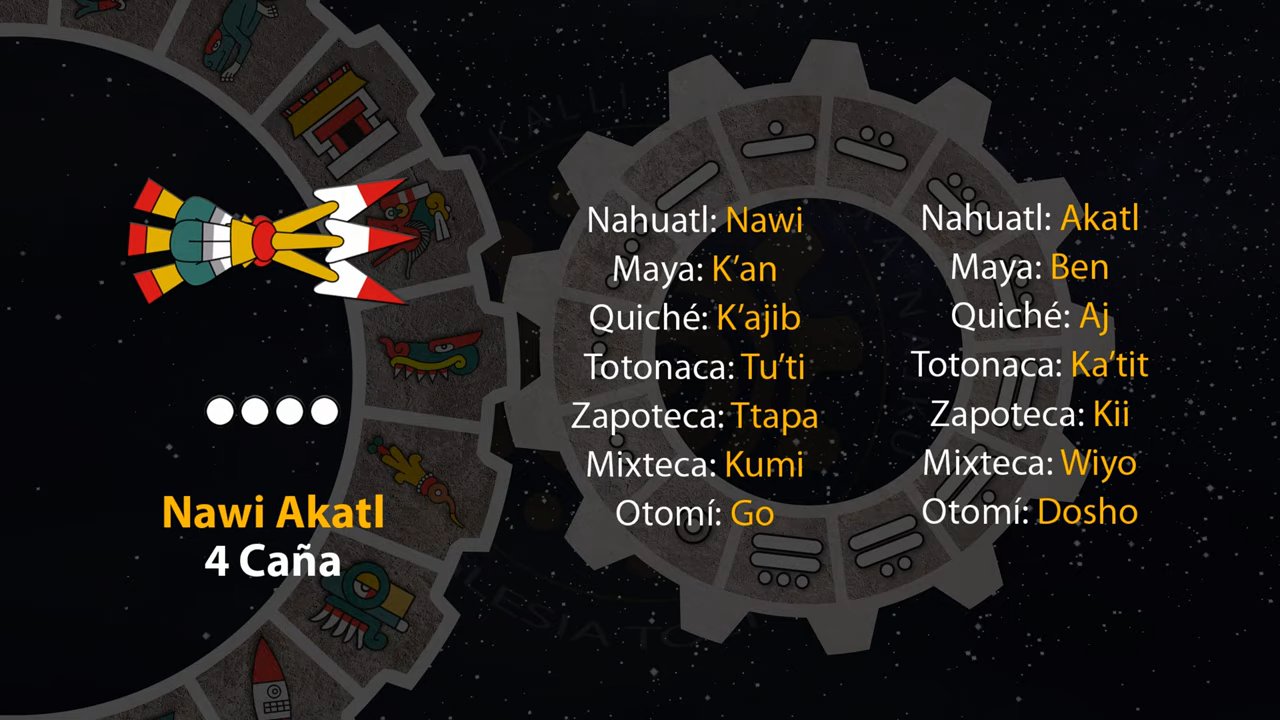 Nawi Akatl
4 Caña
Nahuatl: Nawi
Maya: K’an
Quiché: K’ajib
Totonaca: Tu’ti
Zapoteca: Ttapa
Mixteca: Kumi
Otomí: Go
Nahuatl: Akatl
Maya: Ben
Quiché: Aj
Totonaca: Ka’tit
Zapoteca: Kii
Mixteca: Wiyo
Otomí: Dosho